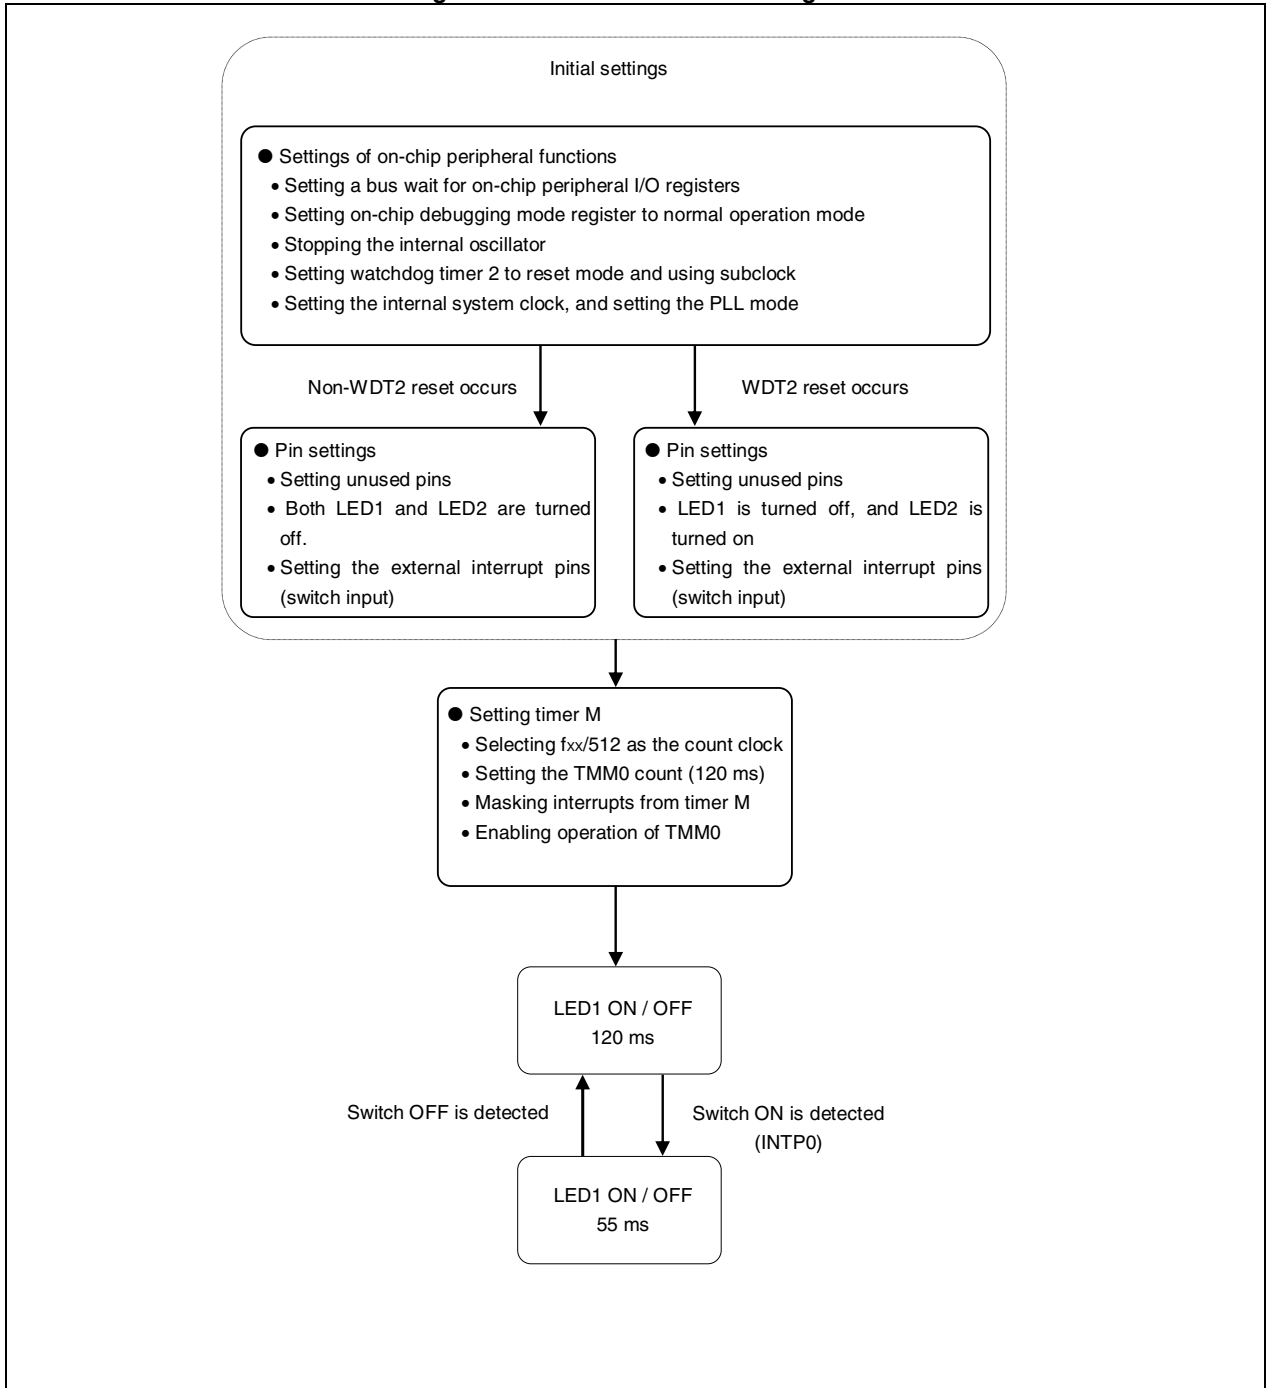 Initial settings
● Settings of on-chip peripheral functions
• Setting a bus wait for on-chip peripheral I/O registers
• Setting on-chip debugging mode register to normal operation mode
• Stopping the internal oscillator
• Setting watchdog timer 2 to reset mode and using subclock
• Setting the internal system clock, and setting the PLL mode
Non-WDT2 reset occurs
WDT2 reset occurs
● Pin settings
• Setting unused pins
• Both LED1 and LED2 are turned
off.
• Setting the external interrupt pins
(switch input)
● Pin settings
• Setting unused pins
• LED1 is turned off, and LED2 is
turned on
• Setting the external interrupt pins
(switch input)
● Setting timer M
• Selecting fxx/512 as the count clock
• Setting the TMM0 count (120 ms)
• Masking interrupts from timer M
• Enabling operation of TMM0
LED1 ON / OFF
120 ms
Switch OFF is detected
Switch ON is detected
(INTP0)
LED1 ON / OFF
55 ms